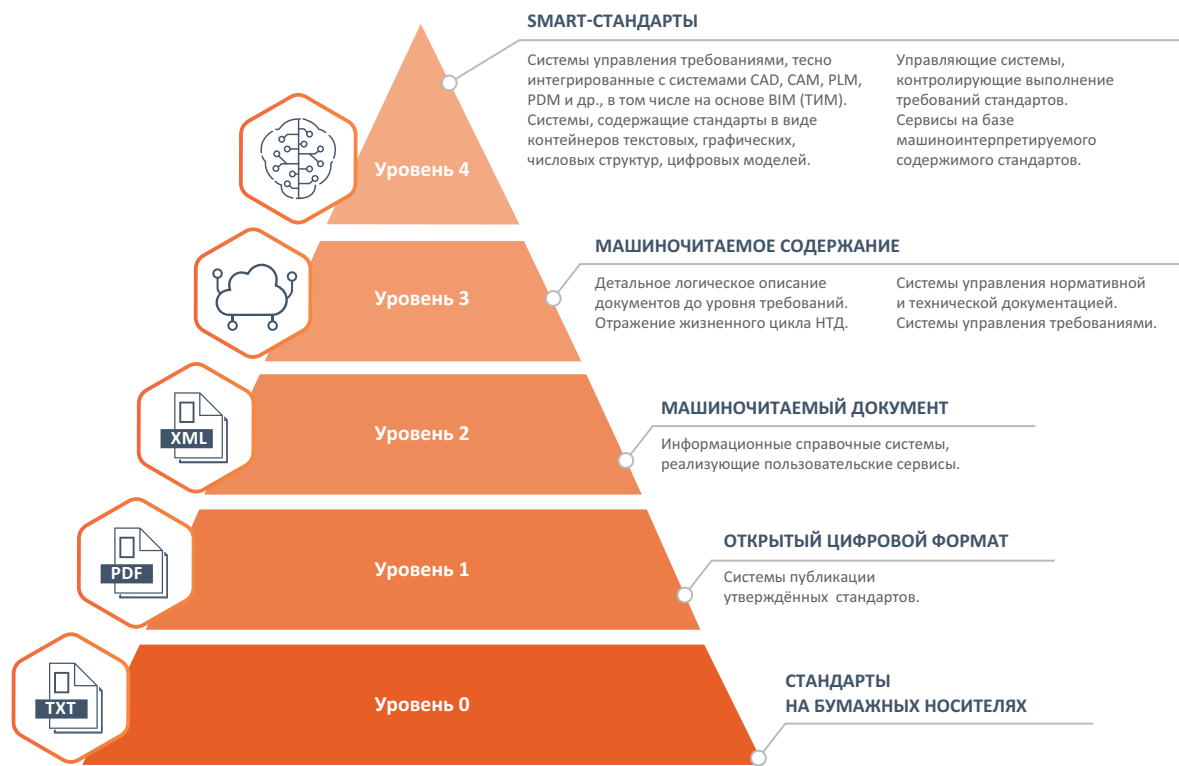 SMART-СТАНДАРТЫ
Системы управления требованиями, тесно
интегрированные с системами CAD, CAM, PLM,
PDM и др., в том числе на основе BIM (ТИМ).
Системы, содержащие стандарты в виде
контейнеров текстовых, графических,
числовых структур, цифровых моделей.
Управляющие системы,
контролирующие выполнение
требований стандартов.
Сервисы на базе
машиноинтерпретируемого
содержимого стандартов.
Уровень 4
МАШИНОЧИТАЕМОЕ СОДЕРЖАНИЕ
Детальное логическое описание
документов до уровня требований.
Отражение жизненного цикла НТД.
Системы управления нормативной
и технической документацией.
Системы управления требованиями.
Уровень 3
МАШИНОЧИТАЕМЫЙ ДОКУМЕНТ
Информационные справочные системы,
реализующие пользовательские сервисы.
XML
Уровень 2
ОТКРЫТЫЙ ЦИФРОВОЙ ФОРМАТ
Системы публикации
утверждённых стандартов.
PDF
Уровень 1
СТАНДАРТЫ
НА БУМАЖНЫХ НОСИТЕЛЯХ
TXT
Уровень 0